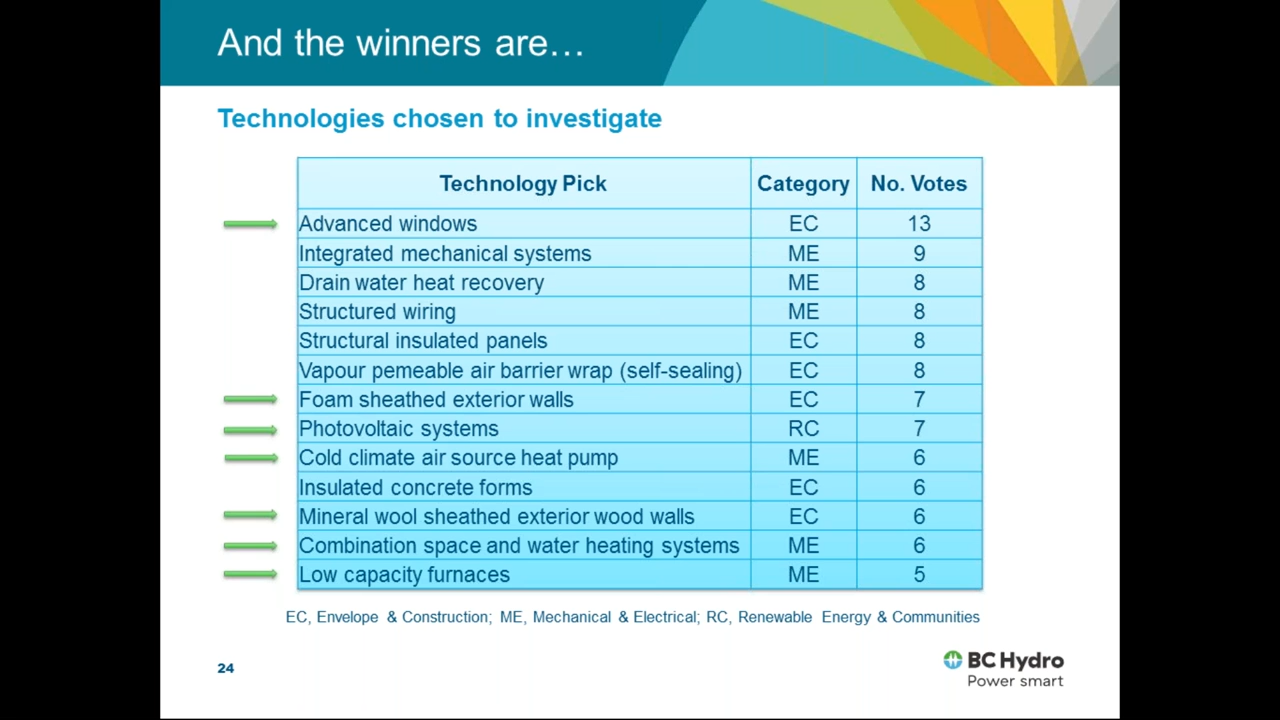 And the winners are…
Technologies chosen to investigate
Technology Pick Category No. Votes
Advanced windows EC 13
Integrated mechanical systems ME 9
Drain water heat recovery ME 8
Structured wiring ME 8
Structural insulated panels EC 8
Vapour pemeable air barrier wrap (self-sealing) EC 8
Foam sheathed exterior walls EC 7
Photovoltaic systems RC 7
Cold climate air source heat pump ME 6
Insulated concrete forms EC 6
Mineral wool sheathed exterior wood walls EC 6
Combination space and water heating systems ME 6
Low capacity furnaces ME 5
EC, Envelope & Construction; ME, Mechanical & Electrical; RC, Renewable Energy & Communities
24
BC Hydro
Power smart